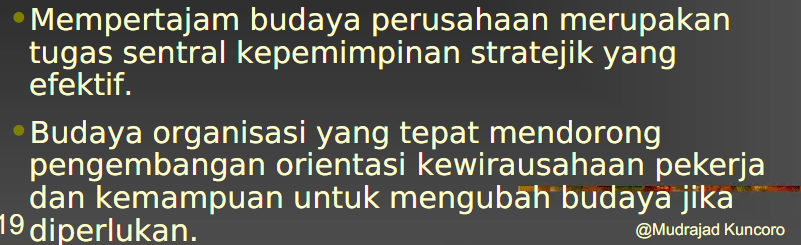 •Mempertajam budaya perusahaan merupakan
tugas sentral kepemimpinan stratejik yang
efektif.
•Budaya organisasi yang tepat mendorong
pengembangan orientasi kewirausahaan pekerja
dan kemampuan untuk mengubah budaya jika
diperlukan.
19
@Mudrajad Kuncoro